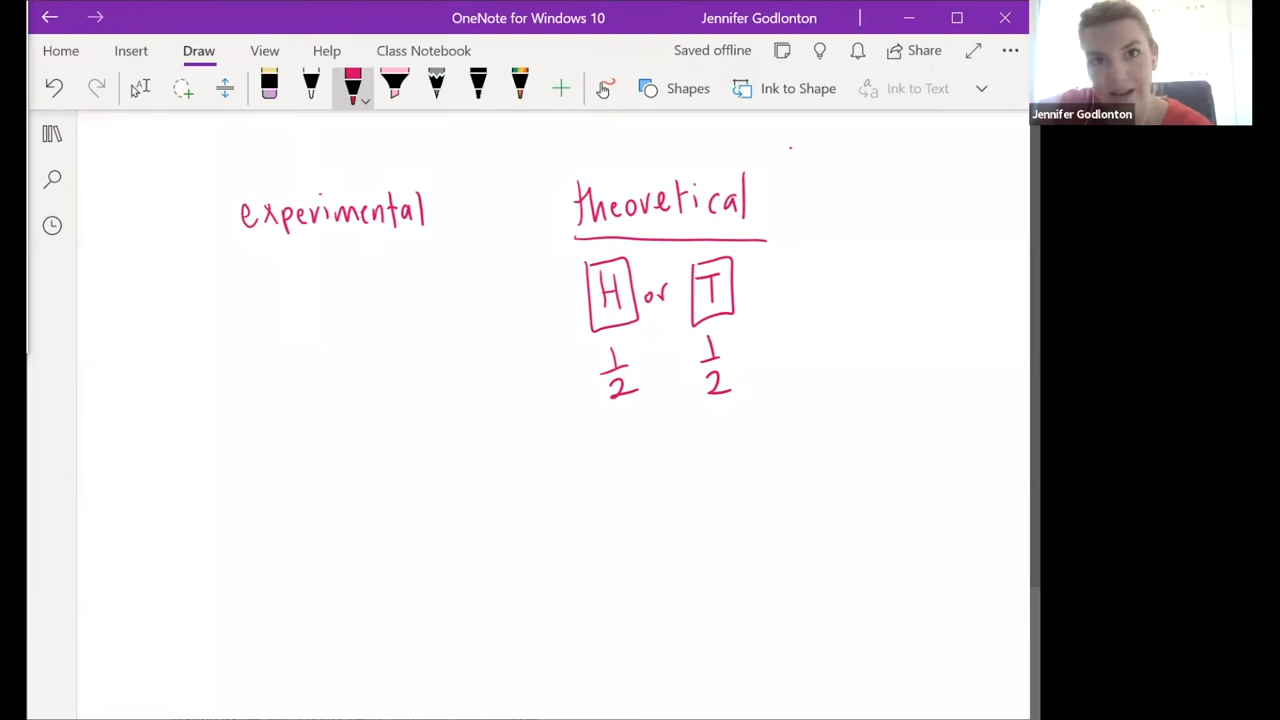 OneNote for Windows 10 Jennifer Godlonton
Home Insert Draw View Help Class Notebook Saved offline Share
Shapes Ink to Shape Ink to Text
Jennifer Godlonton
experimental theoretical
H or T
1 1
2 2